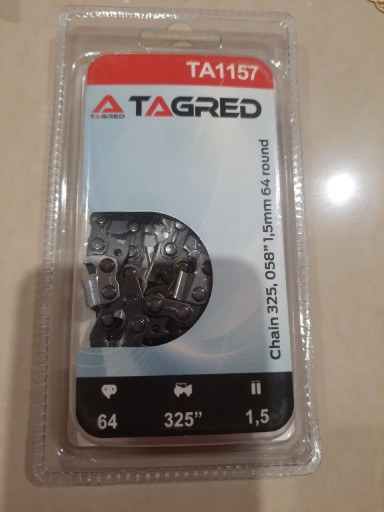 TA1157
TAGRED
TAGRED
Chain 325, 058” 1,5mm 64 round
64
325”
1,5